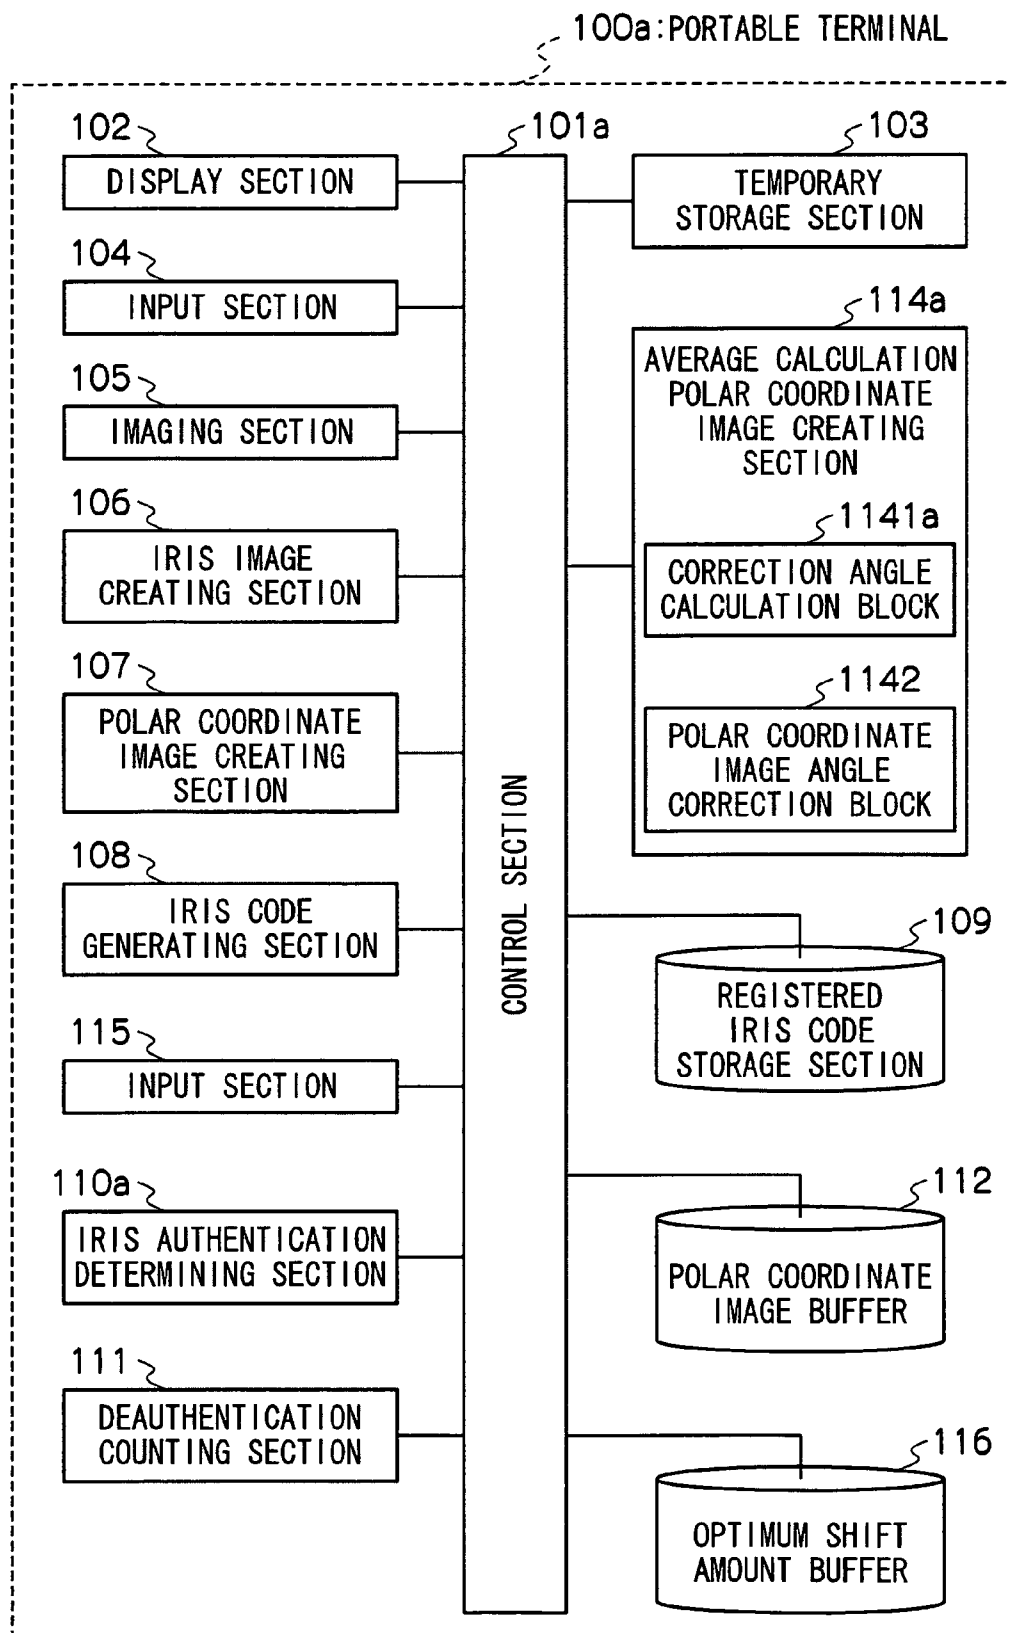 100a:PORTABLE TERMINAL
102
DISPLAY SECTION
104
INPUT SECTION
105
IMAGING SECTION
106
IRIS IMAGE
CREATING SECTION
107
POLAR COORDINATE
IMAGE CREATING
SECTION
108
IRIS CODE
GENERATING SECTION
115
INPUT SECTION
110a
IRIS AUTHENTICATION
DETERMINING SECTION
111
DEAUTHENTICATION
COUNTING SECTION
101a
CONTROL SECTION
103
TEMPORARY
STORAGE SECTION
114a
AVERAGE CALCULATION
POLAR COORDINATE
IMAGE CREATING
SECTION
1141a
CORRECTION ANGLE
CALCULATION BLOCK
1142
POLAR COORDINATE
IMAGE ANGLE
CORRECTION BLOCK
109
REGISTERED
IRIS CODE
STORAGE SECTION
112
POLAR COORDINATE
IMAGE BUFFER
116
OPTIMUM SHIFT
AMOUNT BUFFER